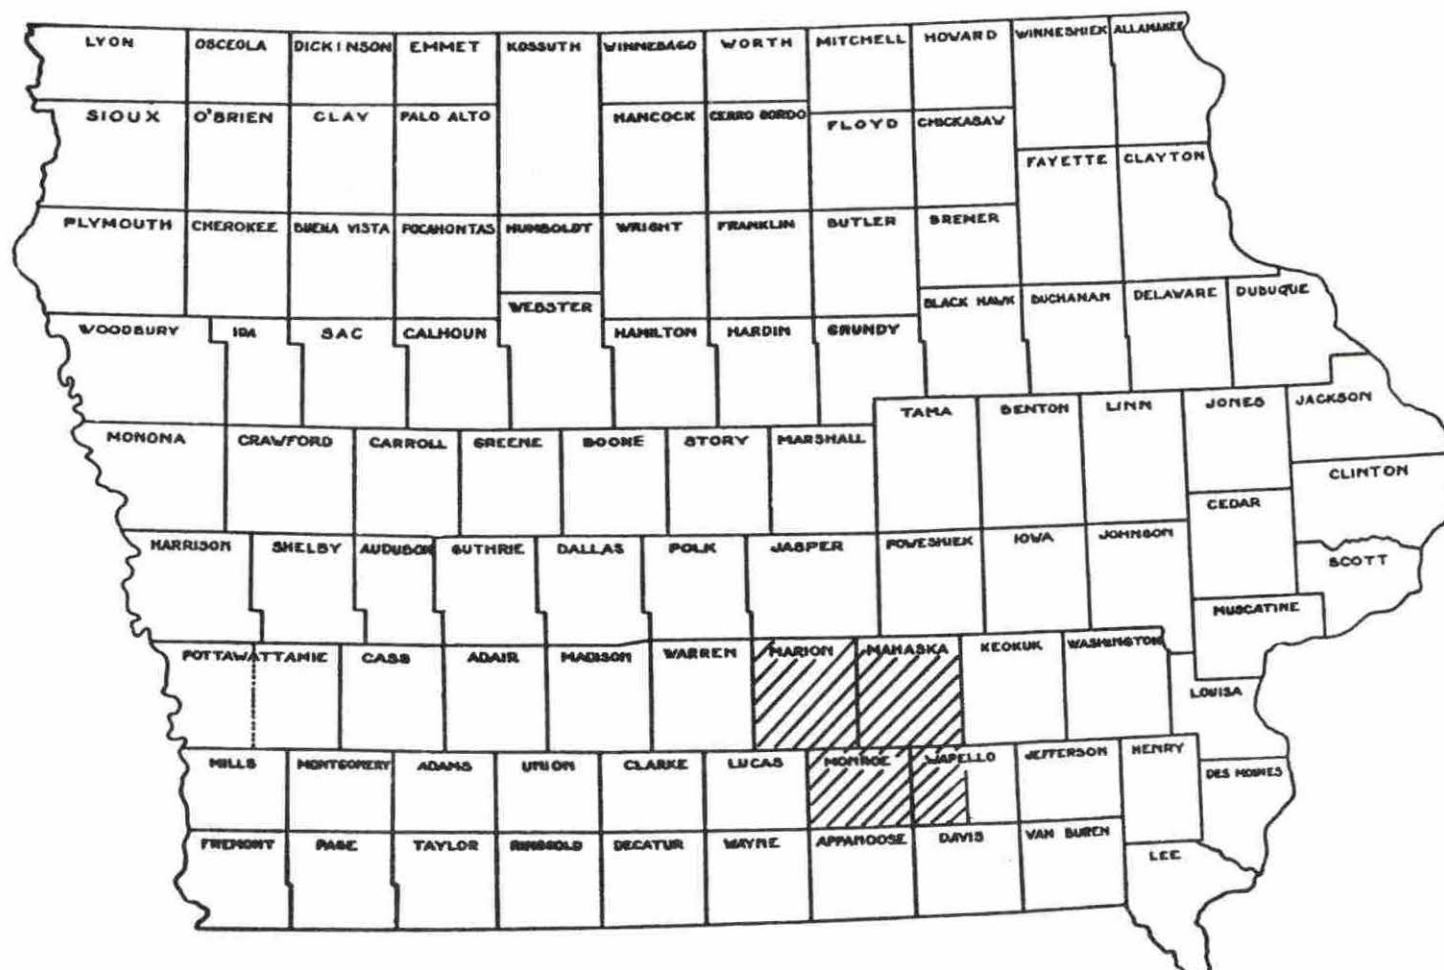 LYON OSCEOLA DICKINSON EMMET KOSSUTH WINNEBAGO WORTH MITCHELL HOWARD WINNESHIEK ALLAMAKEE
SIOUX O'BRIEN CLAY PALO ALTO HANCOCK CERRO GORDO FLOYD CHICKASAW
FAYETTE CLAYTON
PLYMOUTH CHEROKEE BUENA VISTA POCAHONTAS HUMBOLDT WRIGHT FRANKLIN BUTLER BREMER
WEBSTER BLACK HAWK BUCHANAN DELAWARE DUBUQUE
WOODBURY IDA SAC CALHOUN HAMILTON HARDIN GRUNDY
TAMA BENTON LINN JONES JACKSON
MONONA CRAWFORD CARROLL GREENE BOONE STORY MARSHALL
CLINTON
CEDAR
HARRISON SHELBY AUDUBON GUTHRIE DALLAS POLK JASPER POWESHIEK IOWA JOHNSON
SCOTT
MUSCATINE
POTTAWATTAMIE CASS ADAIR MADISON WARREN MARION MAHASKA KEOKUK WASHINGTON
LOUISA
MILLS MONTGOMERY ADAMS UNION CLARKE LUCAS MONROE WAPELLO JEFFERSON HENRY
DES MOINES
FREMONT PAGE TAYLOR RINGGOLD DECATUR WAYNE APPANOOSE DAVIS VAN BUREN
LEE